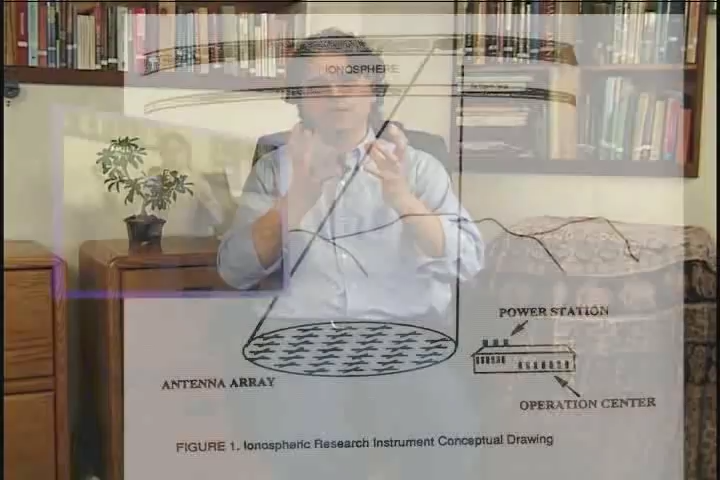 IONOSPHERE
POWER STATION
ANTENNA ARRAY
OPERATION CENTER
FIGURE 1. Ionospheric Research Instrument Conceptual Drawing